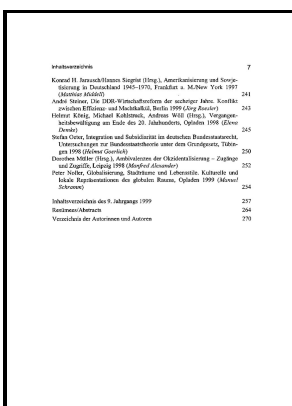 Inhaltsverzeichnis 7
Konrad H. Jarausch/Hannes Siegrist (Hrsg.), Amerikanisierung und Sowje-
tisierung in Deutschland 1945–1970, Frankfurt a. M./New York 1997
(Matthias Middell) 241
André Steiner, Die DDR-Wirtschaftsreform der sechziger Jahre. Konflikt
zwischen Effizienz- und Machtkalkül, Berlin 1999 (Jörg Roesler) 243
Helmut König, Michael Kohlstruck, Andreas Wöll (Hrsg.), Vergangen-
heitsbewältigung am Ende des 20. Jahrhunderts, Opladen 1998 (Elena
Demke) 245
Stefan Oeter, Integration und Subsidiarität im deutschen Bundesstaatsrecht.
Untersuchungen zur Bundesstaatstheorie unter dem Grundgesetz, Tübin-
gen 1998 (Helmut Goerlich) 250
Dorothea Müller (Hrsg.), Ambivalenzen der Okzidentalisierung – Zugänge
und Zugriffe, Leipzig 1998 (Manfred Alexander) 252
Peter Noller, Globalisierung, Stadträume und Lebensstile. Kulturelle und
lokale Repräsentationen des globalen Raums, Opladen 1999 (Manuel
Schramm) 254
Inhaltsverzeichnis des 9. Jahrgangs 1999 257
Resümees/Abstracts 264
Verzeichnis der Autorinnen und Autoren 270